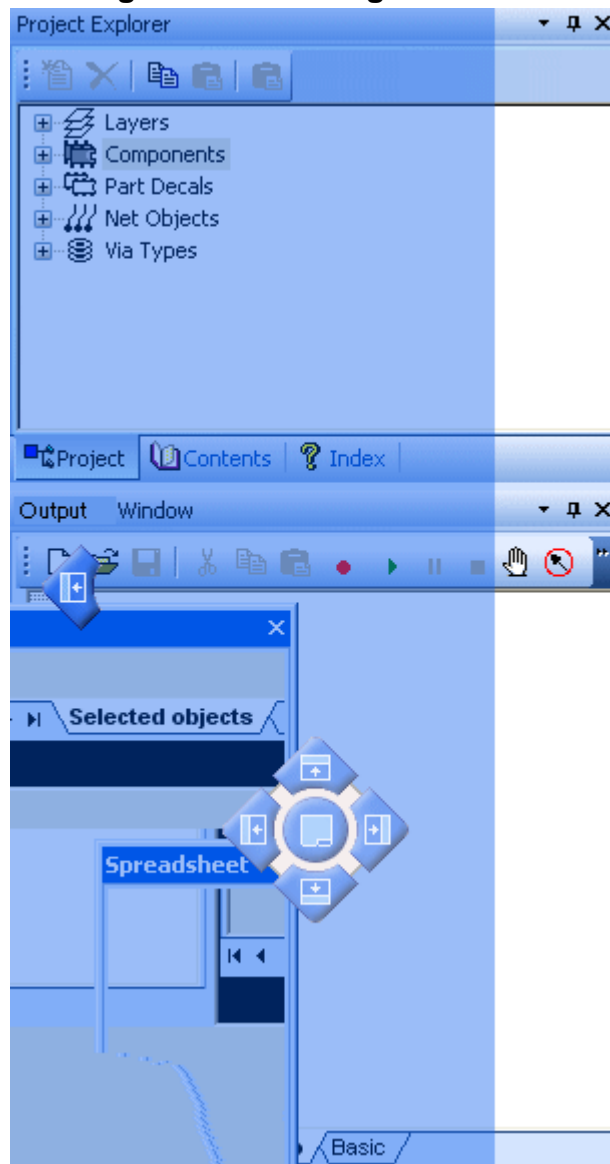 Project Explorer
Layers
Components
Part Decals
Net Objects
Via Types
Project Contents Index
Output Window
Selected objects
Spreadsheet
Basic